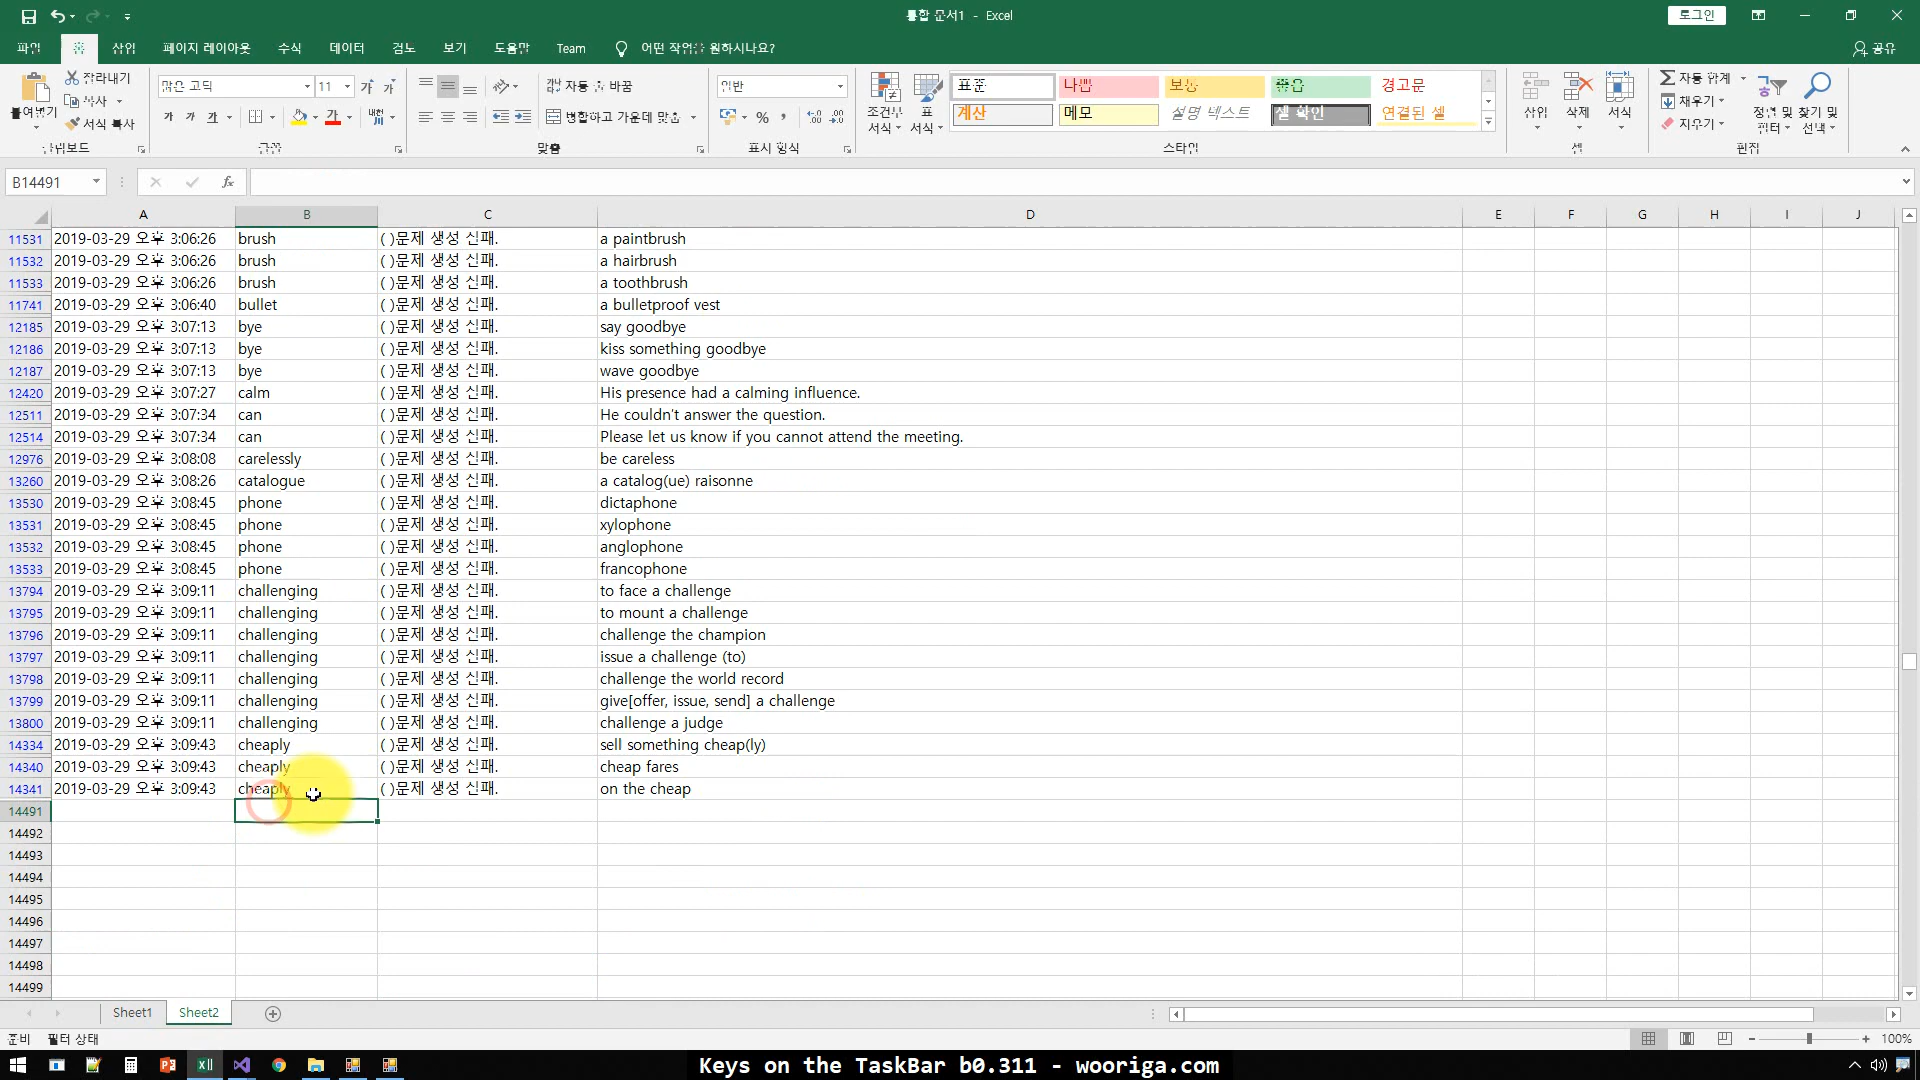 통합 문서1 - Excel
로그인
파일 홈 삽입 페이지 레이아웃 수식 데이터 검토 보기 도움말 Team 어떤 작업을 원하시나요? 공유
붙여넣기 잘라내기 복사 서식 복사 클립보드
맑은 고딕 11 가 가 가 가 가 가 내천 글꼴
자동 줄 바꿈 병합하고 가운데 맞춤 맞춤
일반 % , 표시 형식
조건부 서식 표 서식
표준 나쁨 보통 좋음 경고문
계산 메모 설명 텍스트 셀 확인 연결된 셀
스타일
삽입 삭제 서식 셀
자동 합계 채우기 지우기 정렬 및 필터 찾기 및 선택 편집
B14491 fx
A B C D E F G H I J
11531 2019-03-29 오후 3:06:26 brush ( )문제 생성 실패. a paintbrush
11532 2019-03-29 오후 3:06:26 brush ( )문제 생성 실패. a hairbrush
11533 2019-03-29 오후 3:06:26 brush ( )문제 생성 실패. a toothbrush
11741 2019-03-29 오후 3:06:40 bullet ( )문제 생성 실패. a bulletproof vest
12185 2019-03-29 오후 3:07:13 bye ( )문제 생성 실패. say goodbye
12186 2019-03-29 오후 3:07:13 bye ( )문제 생성 실패. kiss something goodbye
12187 2019-03-29 오후 3:07:13 bye ( )문제 생성 실패. wave goodbye
12420 2019-03-29 오후 3:07:27 calm ( )문제 생성 실패. His presence had a calming influence.
12511 2019-03-29 오후 3:07:34 can ( )문제 생성 실패. He couldn't answer the question.
12514 2019-03-29 오후 3:07:34 can ( )문제 생성 실패. Please let us know if you cannot attend the meeting.
12976 2019-03-29 오후 3:08:08 carelessly ( )문제 생성 실패. be careless
13260 2019-03-29 오후 3:08:26 catalogue ( )문제 생성 실패. a catalog(ue) raisonne
13530 2019-03-29 오후 3:08:45 phone ( )문제 생성 실패. dictaphone
13531 2019-03-29 오후 3:08:45 phone ( )문제 생성 실패. xylophone
13532 2019-03-29 오후 3:08:45 phone ( )문제 생성 실패. anglophone
13533 2019-03-29 오후 3:08:45 phone ( )문제 생성 실패. francophone
13794 2019-03-29 오후 3:09:11 challenging ( )문제 생성 실패. to face a challenge
13795 2019-03-29 오후 3:09:11 challenging ( )문제 생성 실패. to mount a challenge
13796 2019-03-29 오후 3:09:11 challenging ( )문제 생성 실패. challenge the champion
13797 2019-03-29 오후 3:09:11 challenging ( )문제 생성 실패. issue a challenge (to)
13798 2019-03-29 오후 3:09:11 challenging ( )문제 생성 실패. challenge the world record
13799 2019-03-29 오후 3:09:11 challenging ( )문제 생성 실패. give[offer, issue, send] a challenge
13800 2019-03-29 오후 3:09:11 challenging ( )문제 생성 실패. challenge a judge
14334 2019-03-29 오후 3:09:43 cheaply ( )문제 생성 실패. sell something cheap(ly)
14340 2019-03-29 오후 3:09:43 cheaply ( )문제 생성 실패. cheap fares
14341 2019-03-29 오후 3:09:43 cheaply ( )문제 생성 실패. on the cheap
14491
14492
14493
14494
14495
14496
14497
14498
14499
Sheet1 Sheet2
준비 필터 상태 100%
Keys on the TaskBar b0.311 - wooriga.com